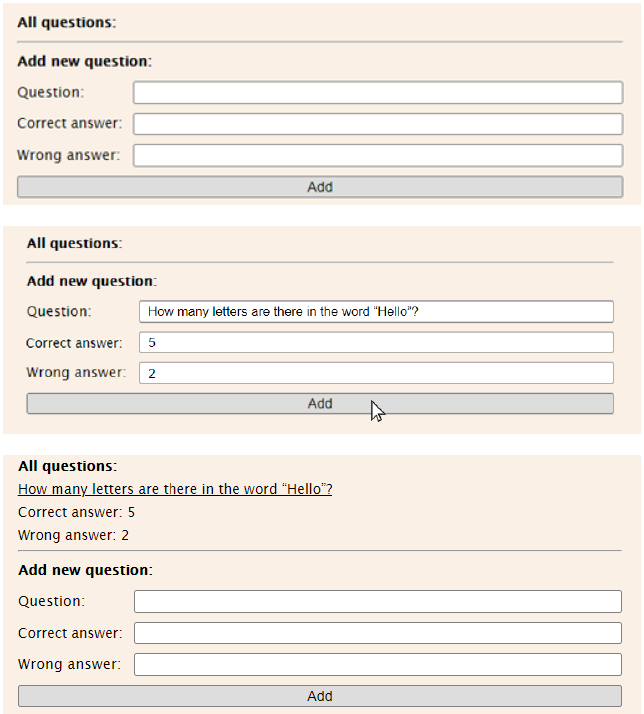 All questions:
Add new question:
Question:
Correct answer:
Wrong answer:
Add
All questions:
Add new question:
Question: How many letters are there in the word “Hello”?
Correct answer: 5
Wrong answer: 2
Add
All questions:
How many letters are there in the word “Hello”?
Correct answer: 5
Wrong answer: 2
Add new question:
Question:
Correct answer:
Wrong answer:
Add